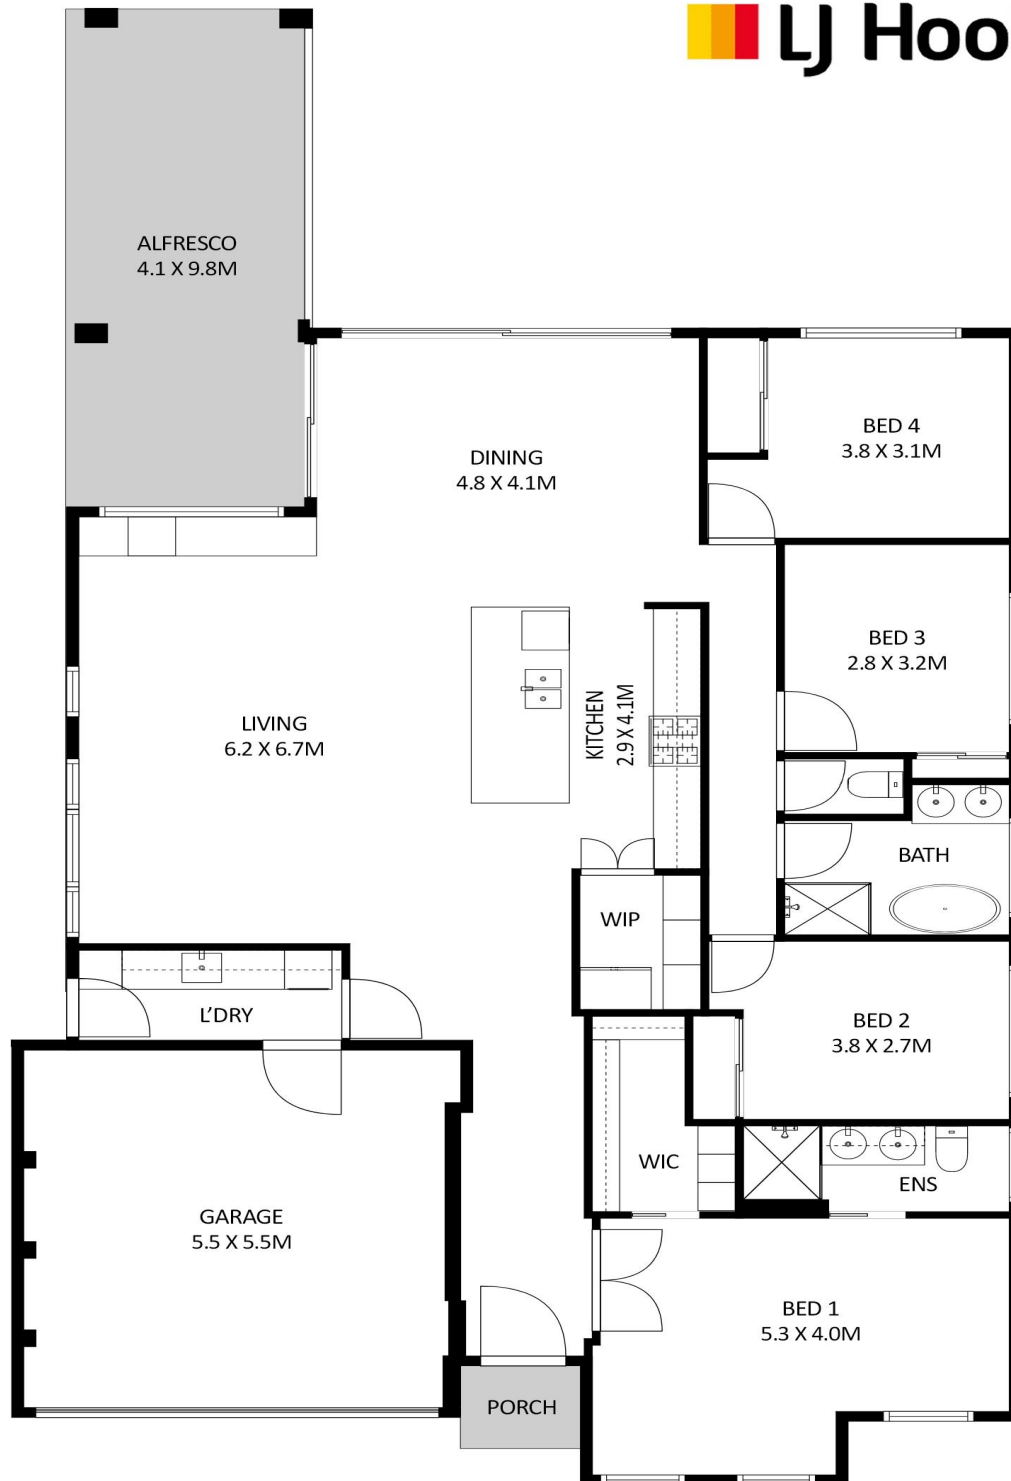 LJ Hoo
ALFRESCO
4.1 X 9.8M
BED 4
3.8 X 3.1M
DINING
4.8 X 4.1M
BED 3
2.8 X 3.2M
KITCHEN
2.9 X 4.1M
LIVING
6.2 X 6.7M
BATH
WIP
L'DRY
BED 2
3.8 X 2.7M
WIC
ENS
GARAGE
5.5 X 5.5M
BED 1
5.3 X 4.0M
PORCH